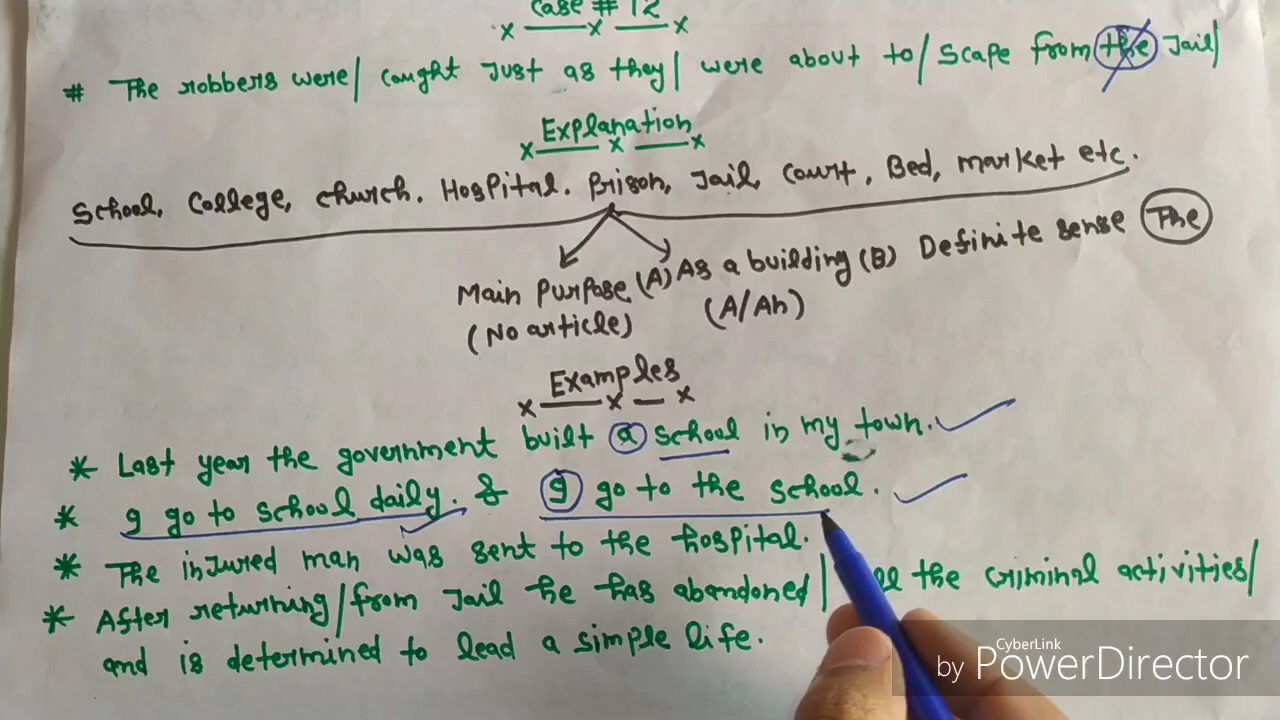 Case # 12
# The robbers were/ caught Just as they/ were about to/ scape from the Jail/
Explanation
School, College, church. Hospital. Prison, Jail, court, Bed, market etc.
Main Purpose (A) As a building (B) Definite sense The
(No article) (A/An)
Examples
* Last year the government built a school in my town.
* I go to school daily. & I go to the school.
* The injured man was sent to the hospital.
* After returning/from Jail he has abandoned/ the criminal activities/
and is determined to lead a simple life.
CyberLink
by PowerDirector